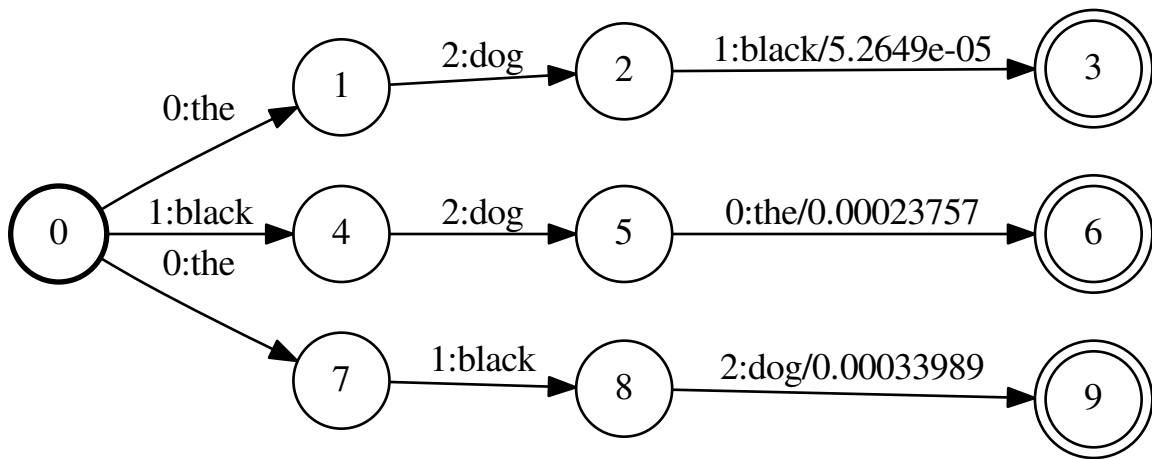 0:the
1
2:dog
2
1:black/5.2649e-05
3
0
1:black
4
2:dog
5
0:the/0.00023757
6
0:the
7
1:black
8
2:dog/0.00033989
9